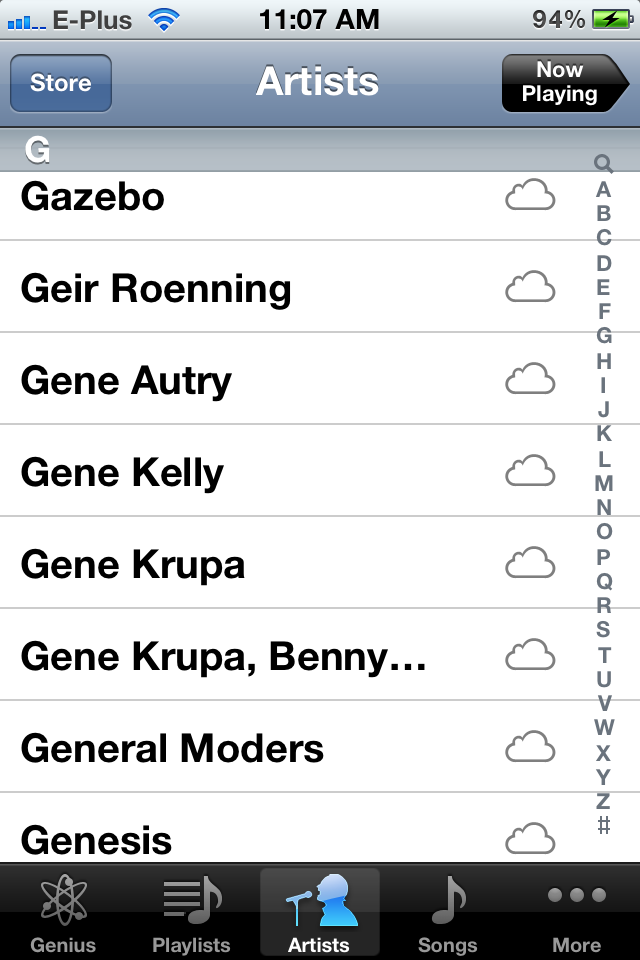 E-Plus 11:07 AM 94%
Store Artists Now Playing
G
Gazebo
Geir Roenning
Gene Autry
Gene Kelly
Gene Krupa
Gene Krupa, Benny…
General Moders
Genesis
A
B
C
D
E
F
G
H
I
J
K
L
M
N
O
P
Q
R
S
T
U
V
W
X
Y
Z
#
Genius Playlists Artists Songs More